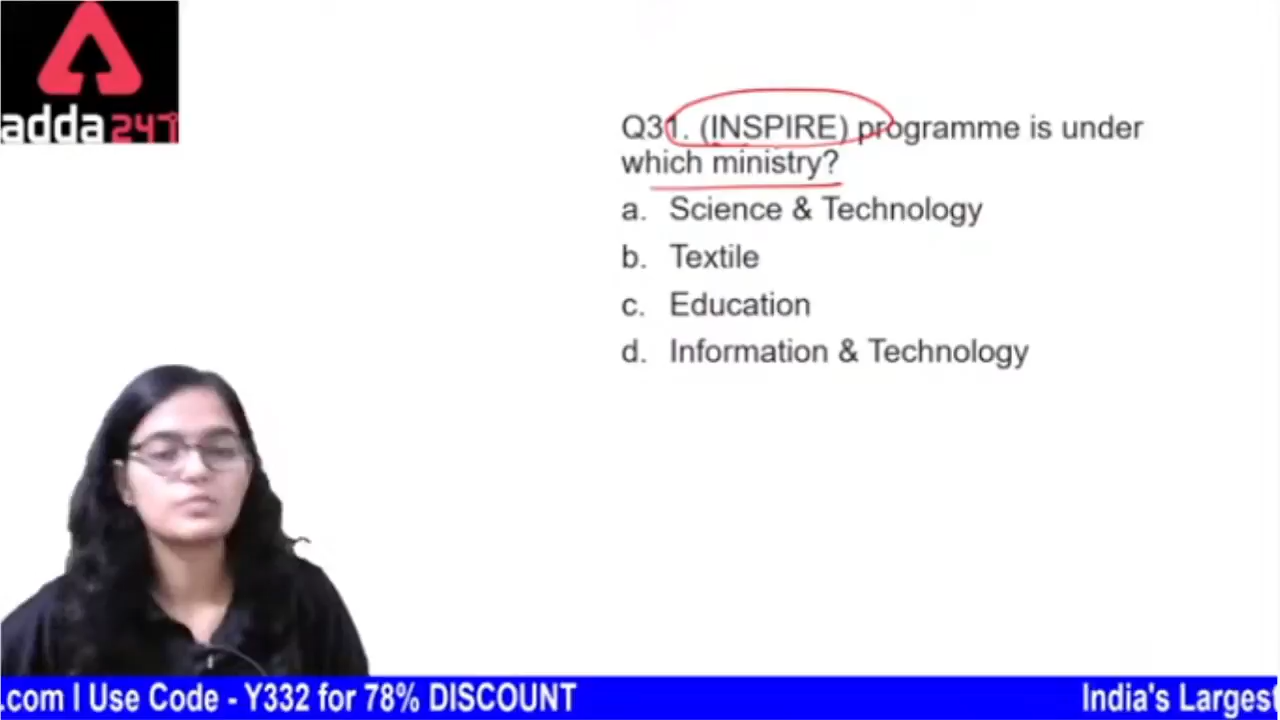 adda247
Q31. (INSPIRE) programme is under
which ministry?
a. Science & Technology
b. Textile
c. Education
d. Information & Technology
.com l Use Code - Y332 for 78% DISCOUNT
India's Largest